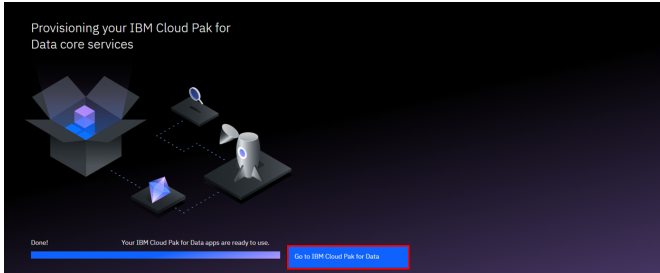 Provisioning your IBM Cloud Pak for
Data core services
Done!
Your IBM Cloud Pak for Data apps are ready to use.
Go to IBM Cloud Pak for Data